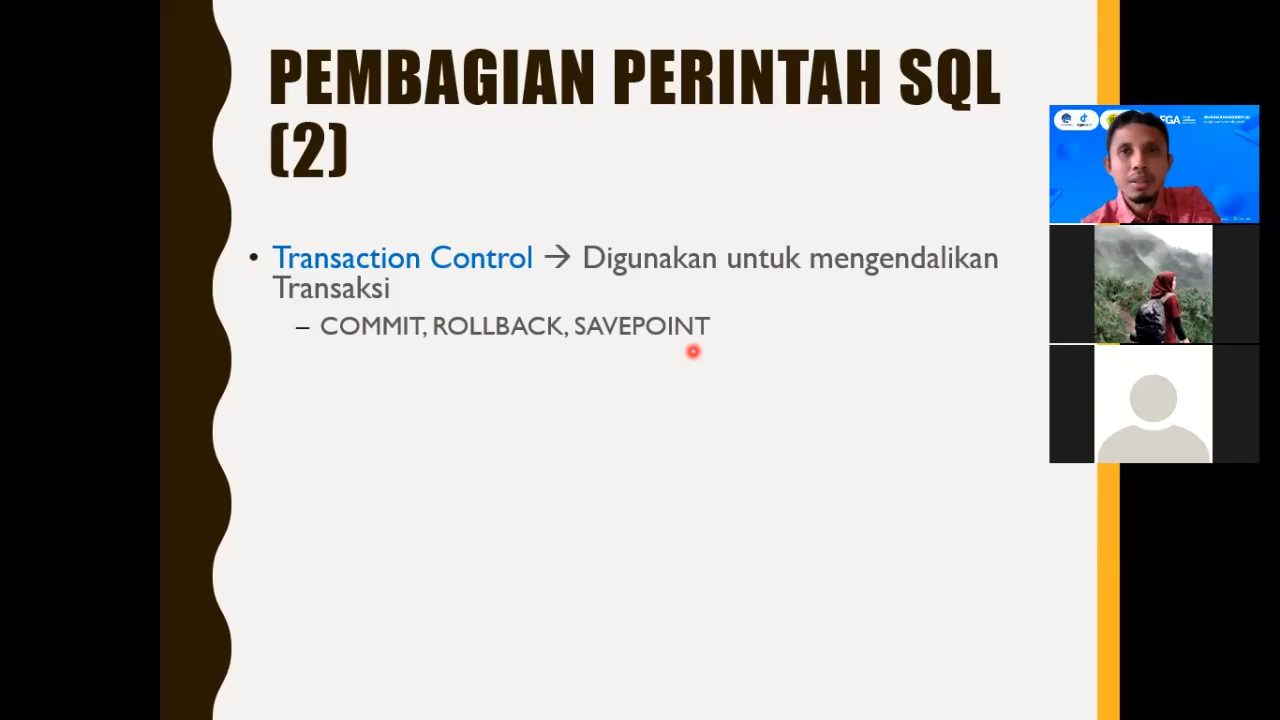 PEMBAGIAN PERINTAH SQL
(2)
• Transaction Control → Digunakan untuk mengendalikan
Transaksi
– COMMIT, ROLLBACK, SAVEPOINT